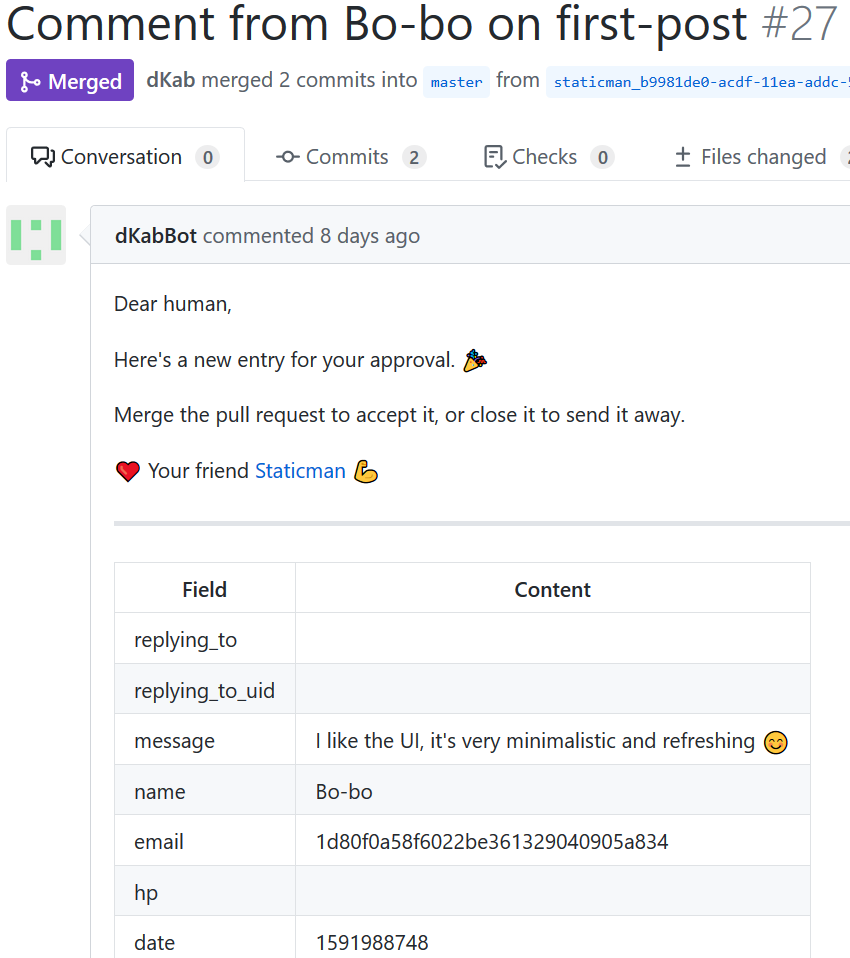 Comment from Bo-bo on first-post #27
Merged dKab merged 2 commits into master from staticman_b9981de0-acdf-11ea-addc-
Conversation 0 Commits 2 Checks 0 Files changed
dKabBot commented 8 days ago
Dear human,
Here's a new entry for your approval. 🎉
Merge the pull request to accept it, or close it to send it away.
❤️ Your friend Staticman 💪
Field Content
replying_to
replying_to_uid
message I like the UI, it's very minimalistic and refreshing 😊
name Bo-bo
email 1d80f0a58f6022be361329040905a834
hp
date 1591988748